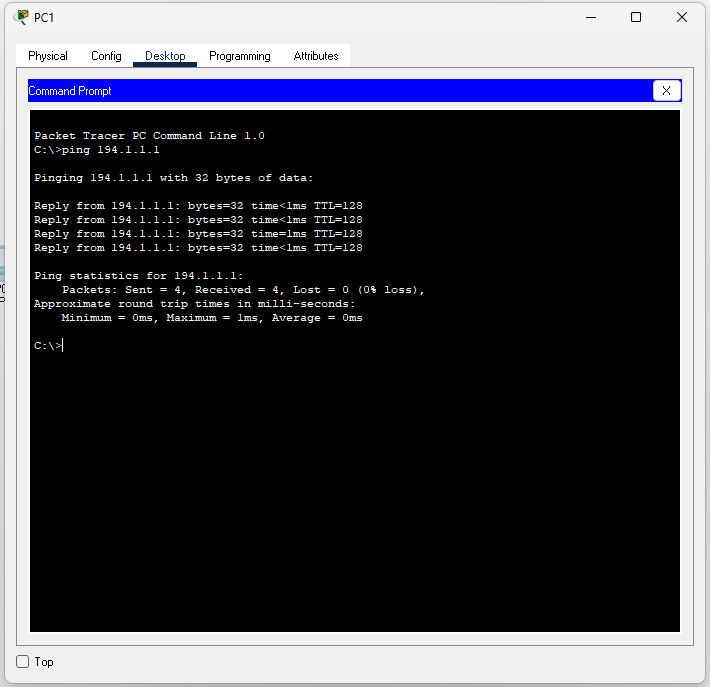 PC1
Physical Config Desktop Programming Attributes
Command Prompt X
Packet Tracer PC Command Line 1.0
C:\>ping 194.1.1.1
Pinging 194.1.1.1 with 32 bytes of data:
Reply from 194.1.1.1: bytes=32 time<1ms TTL=128
Reply from 194.1.1.1: bytes=32 time<1ms TTL=128
Reply from 194.1.1.1: bytes=32 time=1ms TTL=128
Reply from 194.1.1.1: bytes=32 time<1ms TTL=128
Ping statistics for 194.1.1.1:
Packets: Sent = 4, Received = 4, Lost = 0 (0% loss),
Approximate round trip times in milli-seconds:
Minimum = 0ms, Maximum = 1ms, Average = 0ms
C:\>
Top